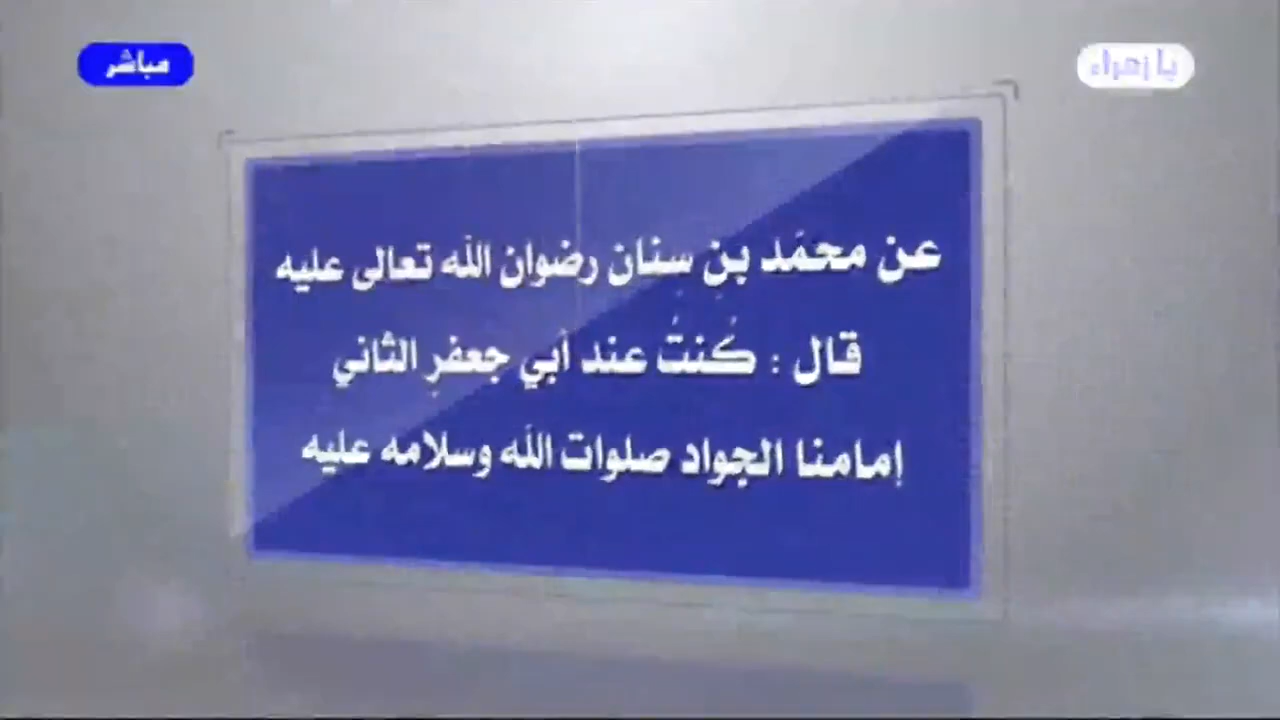 مباشر
يا زهراء
عن محمَد بنِ سِنان رضوان الله تعالى عليه
قال : كُنتُ عند أبي جعفرِ الثاني
إمامنا الجواد صلوات الله وسلامه عليه